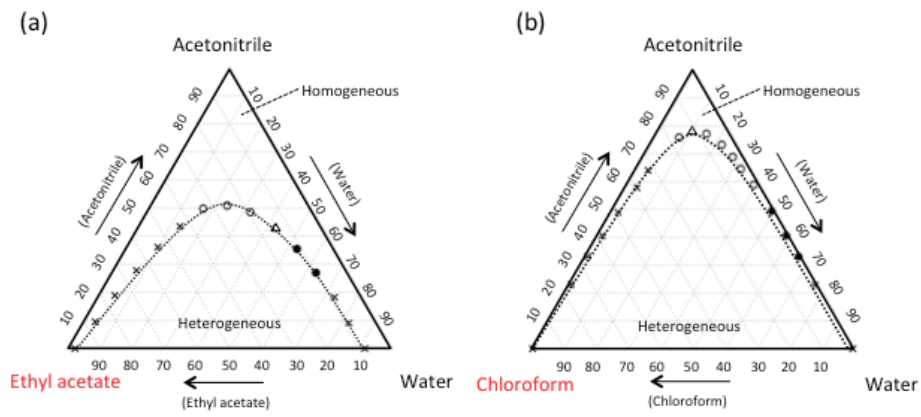 (a)
Acetonitrile
Homogeneous
(Acetonitrile)
(Water)
10 20 30 40 50 60 70 80 90
10 20 30 40 50 60 70 80 90
Heterogeneous
90 80 70 60 50 40 30 20 10
Ethyl acetate
Water
(Ethyl acetate)
(b)
Acetonitrile
Homogeneous
(Acetonitrile)
(Water)
10 20 30 40 50 60 70 80 90
10 20 30 40 50 60 70 80 90
Heterogeneous
90 80 70 60 50 40 30 20 10
Chloroform
Water
(Chloroform)